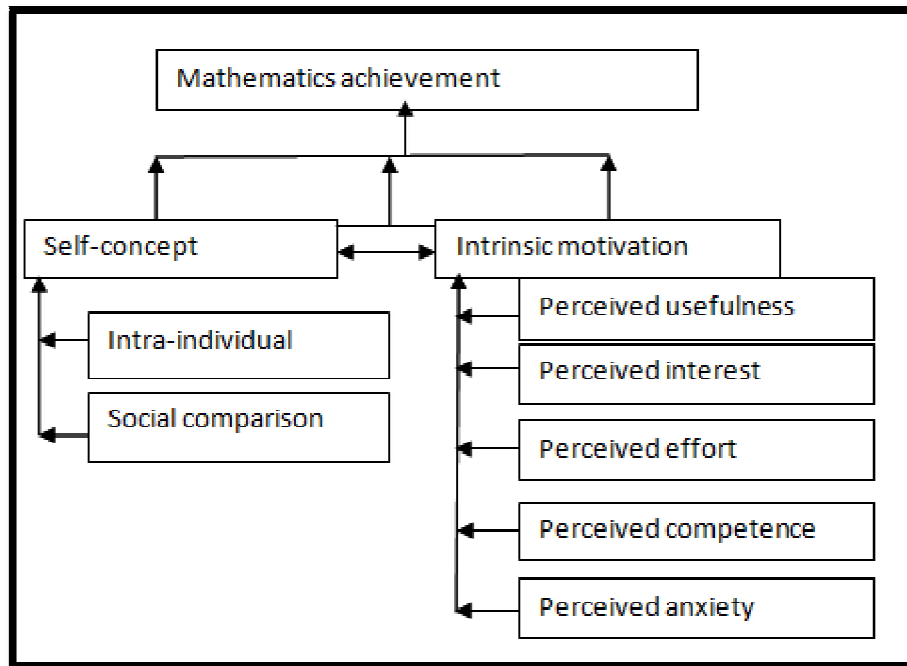 Mathematics achievement
Self-concept
Intrinsic motivation
Intra-individual
Social comparison
Perceived usefulness
Perceived interest
Perceived effort
Perceived competence
Perceived anxiety